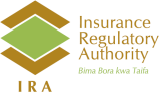 Insurance
Regulatory
Authority
Bima Bora kwa Taifa
IRA